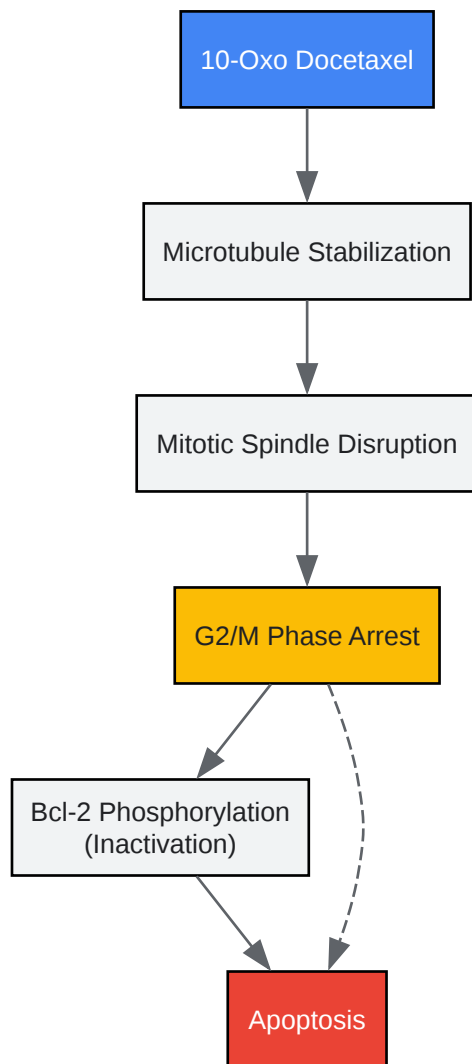 10-Oxo Docetaxel
Microtubule Stabilization
Mitotic Spindle Disruption
G2/M Phase Arrest
Bcl-2 Phosphorylation
(Inactivation)
Apoptosis